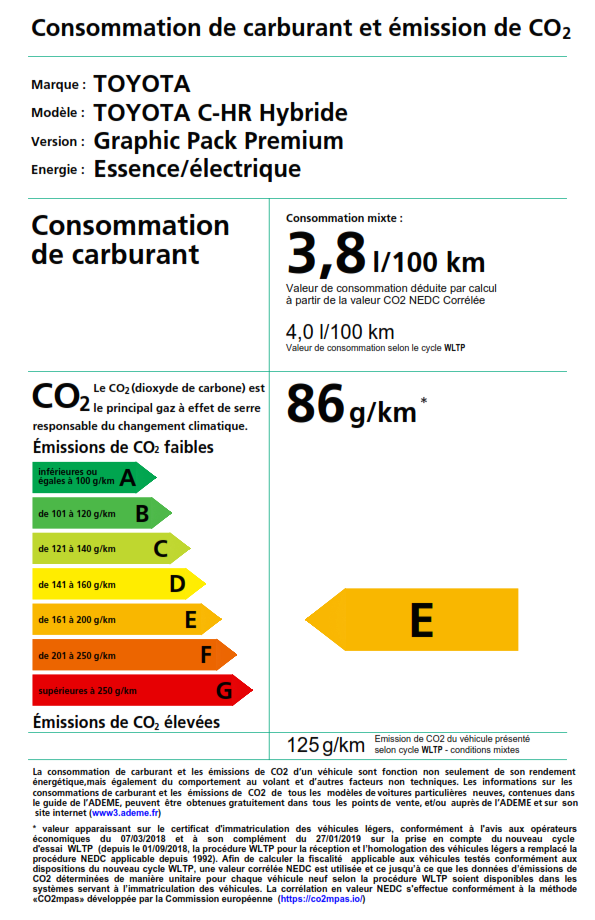 Consommation de carburant et émission de CO₂
Marque : TOYOTA
Modèle : TOYOTA C-HR Hybride
Version : Graphic Pack Premium
Energie : Essence/électrique
Consommation
de carburant
Consommation mixte :
3,8 l/100 km
Valeur de consommation déduite par calcul
à partir de la valeur CO2 NEDC Corrélée
4,0 l/100 km
Valeur de consommation selon le cycle WLTP
CO₂ Le CO₂ (dioxyde de carbone) est
le principal gaz à effet de serre
responsable du changement climatique.
86 g/km *
Émissions de CO₂ faibles
inférieures ou
égales à 100 g/km A
de 101 à 120 g/km B
de 121 à 140 g/km C
de 141 à 160 g/km D
de 161 à 200 g/km E
E
de 201 à 250 g/km F
supérieures à 250 g/km G
Émissions de CO₂ élevées
125 g/km
Emission de CO2 du véhicule présenté
selon cycle WLTP - conditions mixtes
La consommation de carburant et les émissions de CO2 d'un véhicule sont fonction non seulement de son rendement
énergétique,mais également du comportement au volant et d'autres facteurs non techniques. Les informations sur les
consommations de carburant et les émissions de CO2 de tous les modèles de voitures particulières neuves, contenues dans
le guide de l'ADEME, peuvent être obtenues gratuitement dans tous les points de vente, et/ou auprès de l'ADEME et sur son
site internet (www3.ademe.fr)
* valeur apparaissant sur le certificat d'immatriculation des véhicules légers, conformément à l'avis aux opérateurs
économiques du 07/03/2018 et à son complément du 27/01/2019 sur la prise en compte du nouveau cycle
d'essai WLTP (depuis le 01/09/2018, la procédure WLTP pour la réception et l'homologation des véhicules légers a remplacé la
procédure NEDC applicable depuis 1992). Afin de calculer la fiscalité applicable aux véhicules testés conformément aux
dispositions du nouveau cycle WLTP, une valeur corrélée NEDC est utilisée et ce jusqu'à ce que les données d'émissions de
CO2 déterminées de manière unitaire pour chaque véhicule neuf selon la procédure WLTP soient disponibles dans les
systèmes servant à l'immatriculation des véhicules. La corrélation en valeur NEDC s'effectue conformément à la méthode
«CO2mpas» développée par la Commission européenne (https://co2mpas.io/)